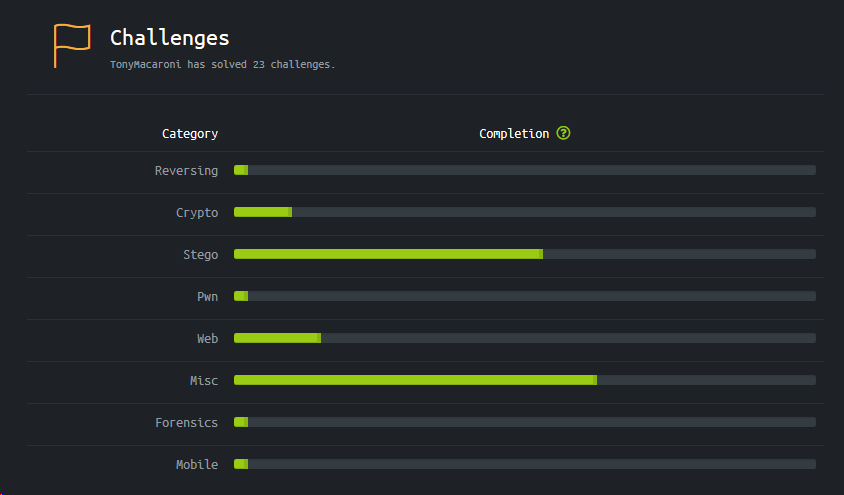 Challenges
TonyMacaroni has solved 23 challenges.
Category Completion ?
Reversing
Crypto
Stego
Pwn
Web
Misc
Forensics
Mobile